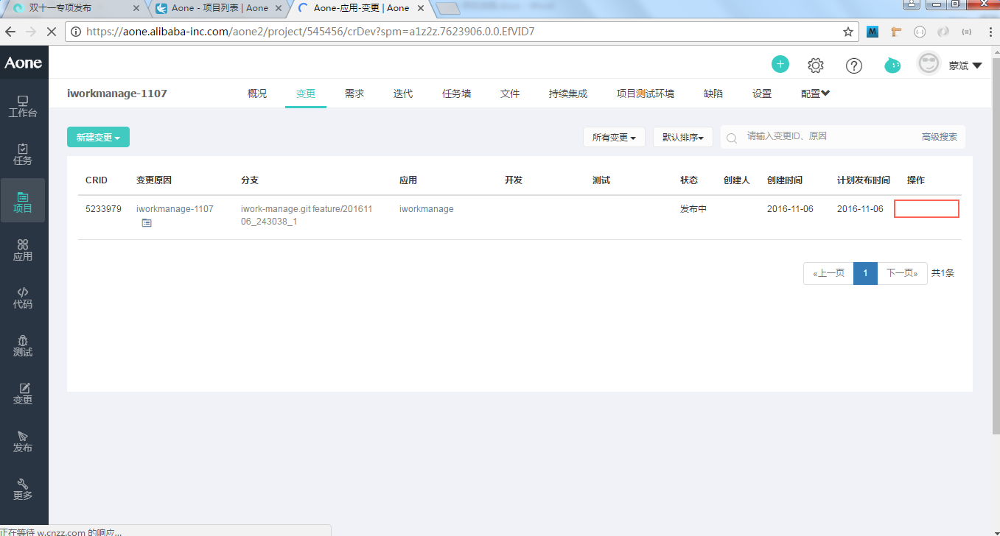 双十一专项发布
Aone - 项目列表 | Aone
Aone-应用-变更 | Aone
https://aone.alibaba-inc.com/aone2/project/545456/crDev?spm=a1z2z.7623906.0.0.EfVID7
M
Aone
蒙斌
iworkmanage-1107
概况
变更
需求
迭代
任务墙
文件
持续集成
项目测试环境
缺陷
设置
配置
工作台
任务
项目
应用
代码
测试
变更
发布
更多
新建变更
所有变更
默认排序
请输入变更ID、原因
高级搜索
CRID 变更原因 分支 应用 开发 测试 状态 创建人 创建时间 计划发布时间 操作
5233979 iworkmanage-1107 iwork-manage.git feature/201611 iworkmanage 发布中 2016-11-06 2016-11-06
06_243038_1
«上一页 1 下一页» 共1条
正在等待 w.cnzz.com 的响应...